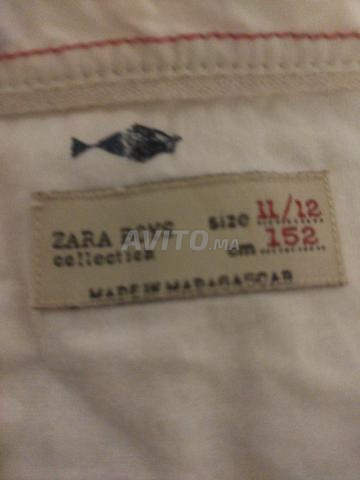 ZARA BOYS size 11/12
collection cm 152
MADE IN MADAGASCAR
AVITO.MA